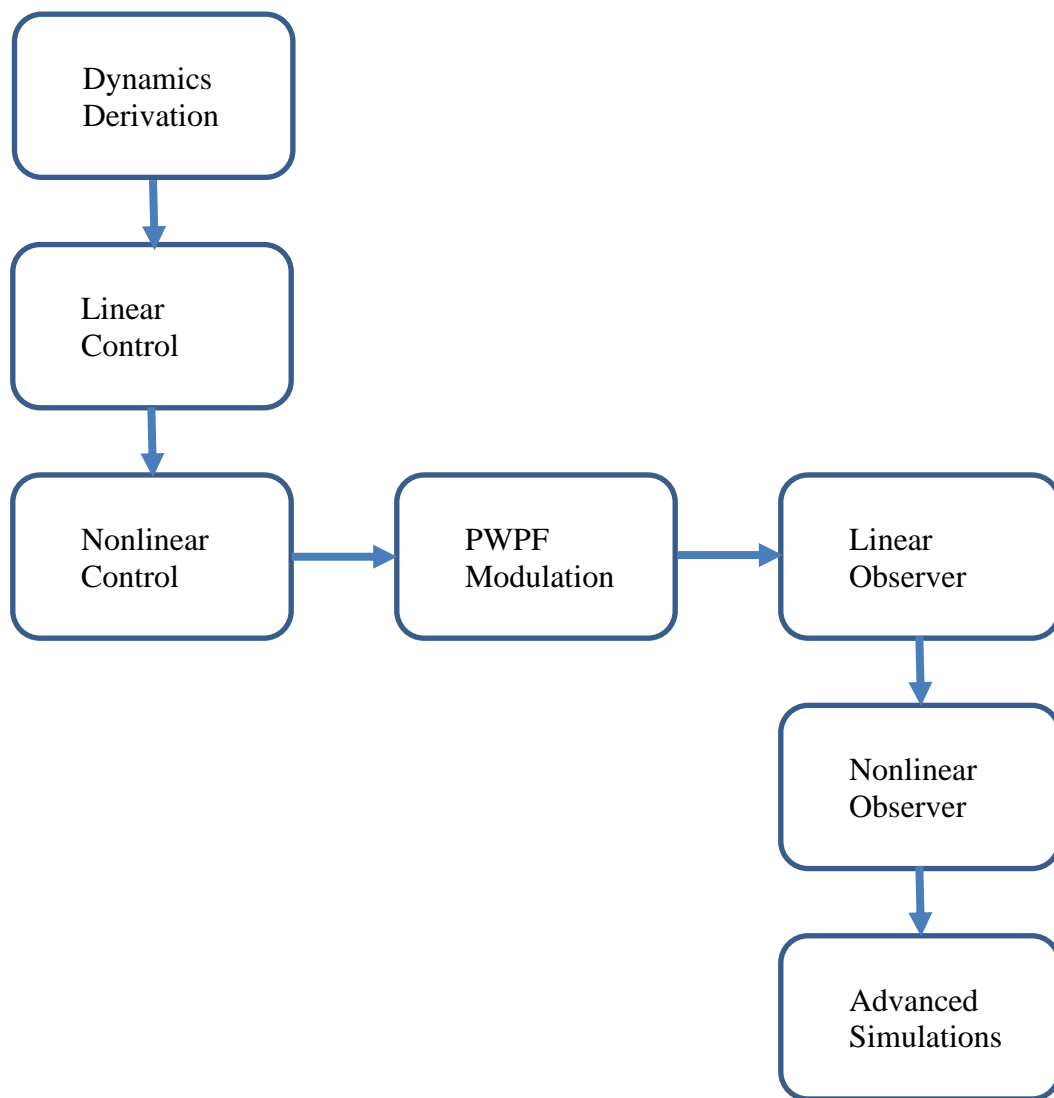 Dynamics
Derivation
Linear
Control
Nonlinear
Control
PWPF
Modulation
Linear
Observer
Nonlinear
Observer
Advanced
Simulations